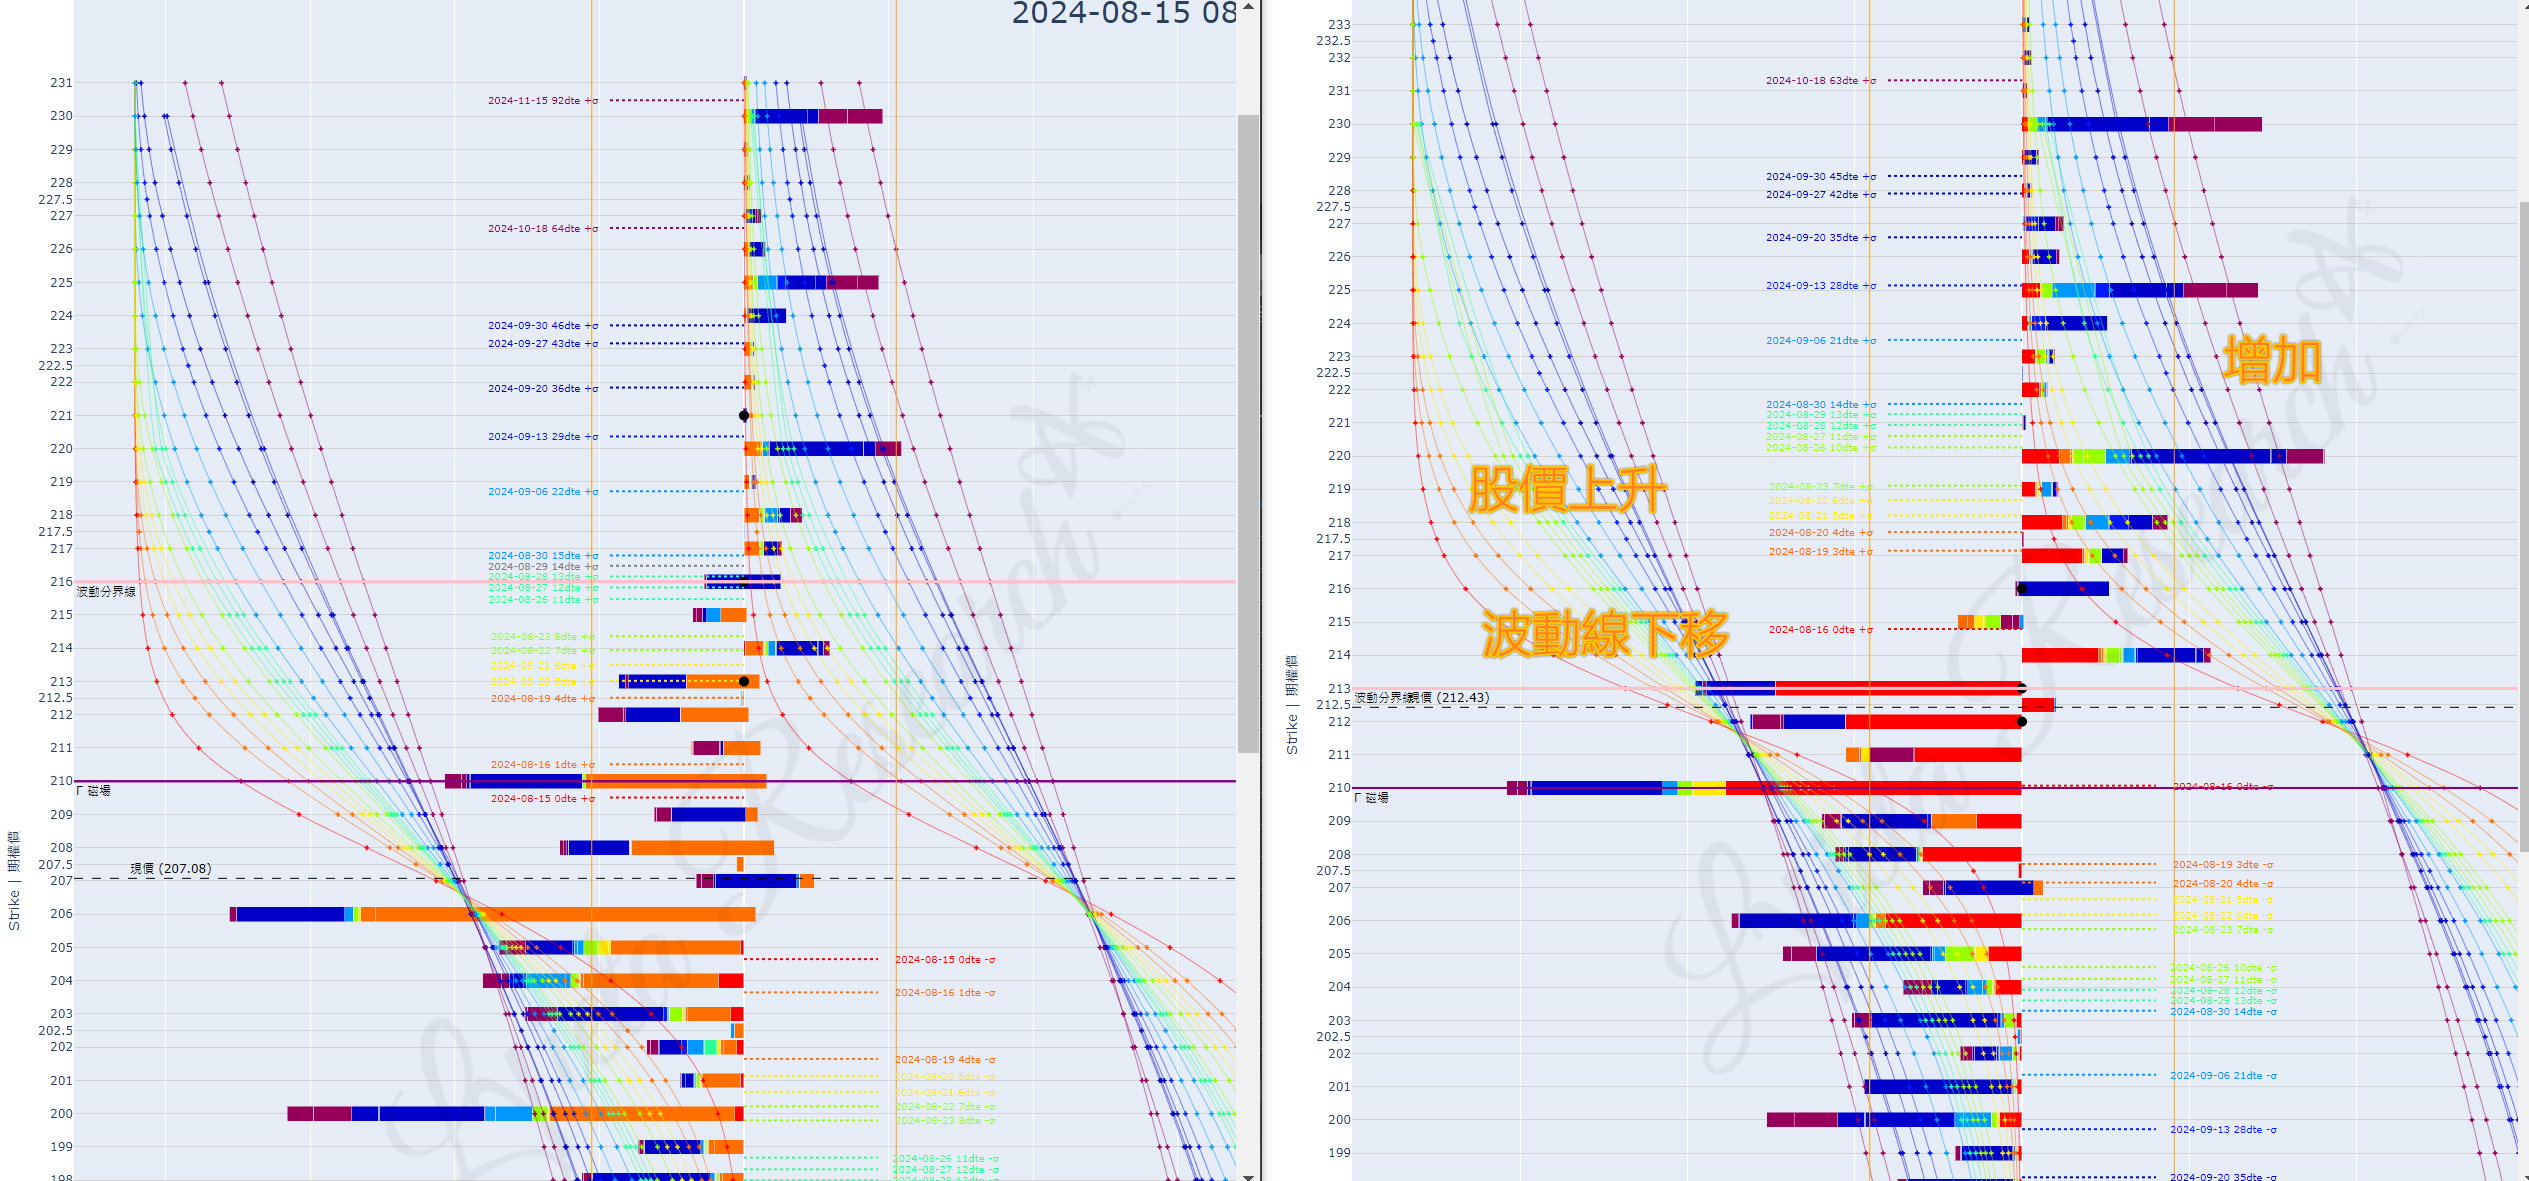 2024-08-15 08
231
2024-11-15 92dte +σ
230
229
228
227.5
227
2024-10-18 64dte +σ
226
225
224
2024-09-30 46dte +σ
223
2024-09-27 43dte +σ
222.5
222
2024-09-20 36dte +σ
221
2024-09-13 29dte +σ
220
219
2024-09-06 22dte +σ
218
217.5
217
2024-08-30 15dte +σ
2024-08-29 14dte +σ
2024-08-28 13dte +σ
216
2024-08-27 12dte +σ
波動分界線
2024-08-26 11dte +σ
215
2024-08-23 8dte +σ
214
2024-08-22 7dte +σ
2024-08-21 6dte +σ
213
2024-08-20 5dte +σ
212.5
2024-08-19 4dte +σ
212
211
2024-08-16 1dte +σ
210
Γ 磁場
2024-08-15 0dte +σ
209
208
207.5
現價 (207.08)
207
206
205
2024-08-15 0dte -σ
204
2024-08-16 1dte -σ
203
202.5
202
2024-08-19 4dte -σ
201
2024-08-20 5dte -σ
2024-08-21 6dte -σ
2024-08-22 7dte -σ
200
2024-08-23 8dte -σ
199
2024-08-26 11dte -σ
2024-08-27 12dte -σ
198
2024-08-28 13dte -σ
Strike | 期權價
233
232.5
232
2024-10-18 63dte +σ
231
230
229
2024-09-30 45dte +σ
228
2024-09-27 42dte +σ
227.5
227
2024-09-20 35dte +σ
226
2024-09-13 28dte +σ
225
224
2024-09-06 21dte +σ
增加
223
222.5
222
2024-08-30 14dte +σ
2024-08-29 13dte +σ
221
2024-08-28 12dte +σ
2024-08-27 11dte +σ
2024-08-26 10dte +σ
220
股價上升
219
2024-08-23 7dte +σ
2024-08-22 6dte +σ
2024-08-21 5dte +σ
218
2024-08-20 4dte +σ
217.5
2024-08-19 3dte +σ
217
216
215
2024-08-16 0dte +σ
波動線下移
214
213
波動分界線
現價 (212.43)
212.5
212
211
210
2024-08-16 0dte -σ
Γ 磁場
209
208
2024-08-19 3dte -σ
207.5
2024-08-20 4dte -σ
207
2024-08-21 5dte -σ
2024-08-22 6dte -σ
206
2024-08-23 7dte -σ
205
2024-08-26 10dte -σ
2024-08-27 11dte -σ
204
2024-08-28 12dte -σ
2024-08-29 13dte -σ
2024-08-30 14dte -σ
203
202.5
202
2024-09-06 21dte -σ
201
200
2024-09-13 28dte -σ
199
2024-09-20 35dte -σ
Strike | 期權價
Research